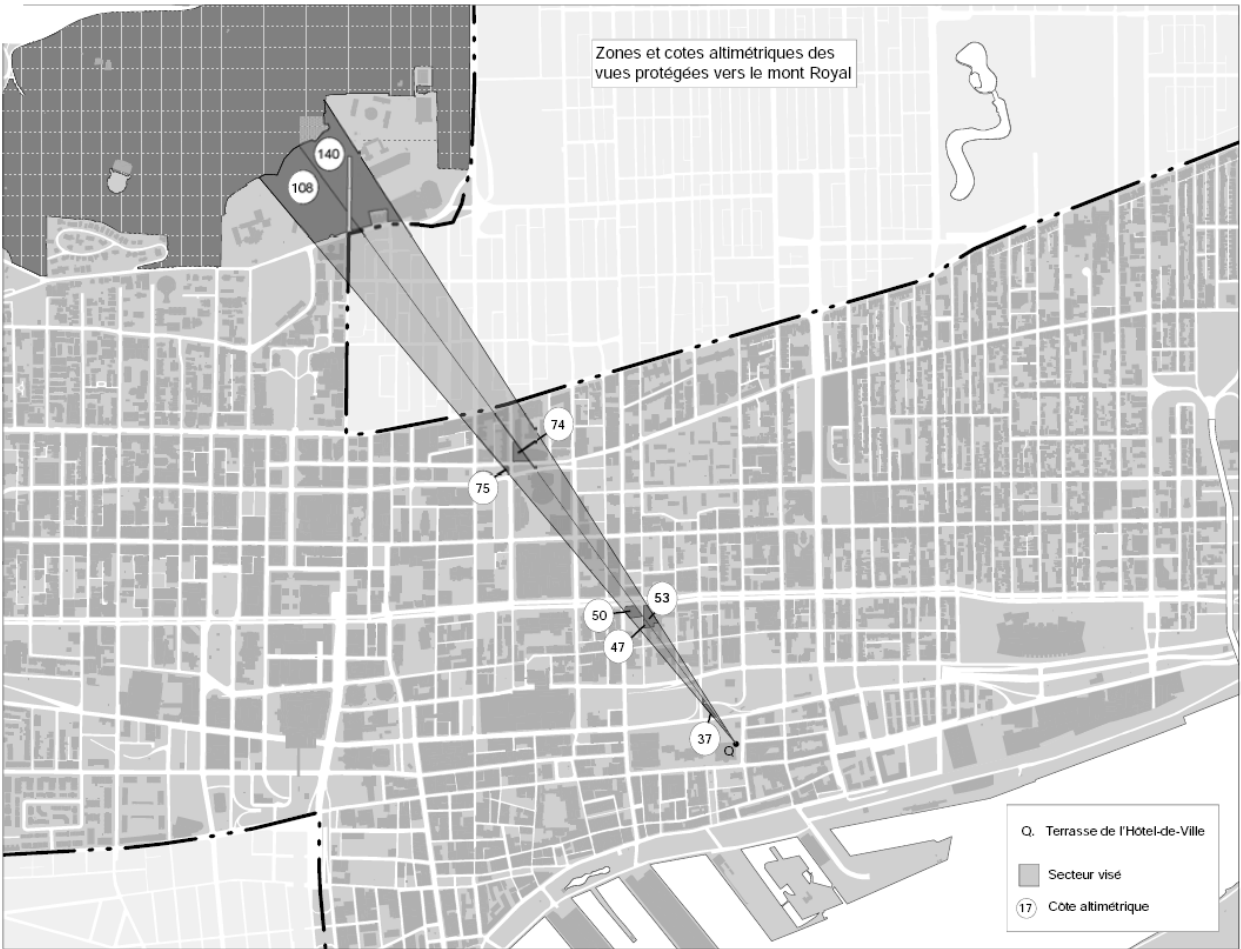 Zones et cotes altimétriques des
vues protégées vers le mont Royal
140
108
74
75
53
50
47
37
Q
Q. Terrasse de l'Hôtel-de-Ville
Secteur visé
17 Côte altimétrique